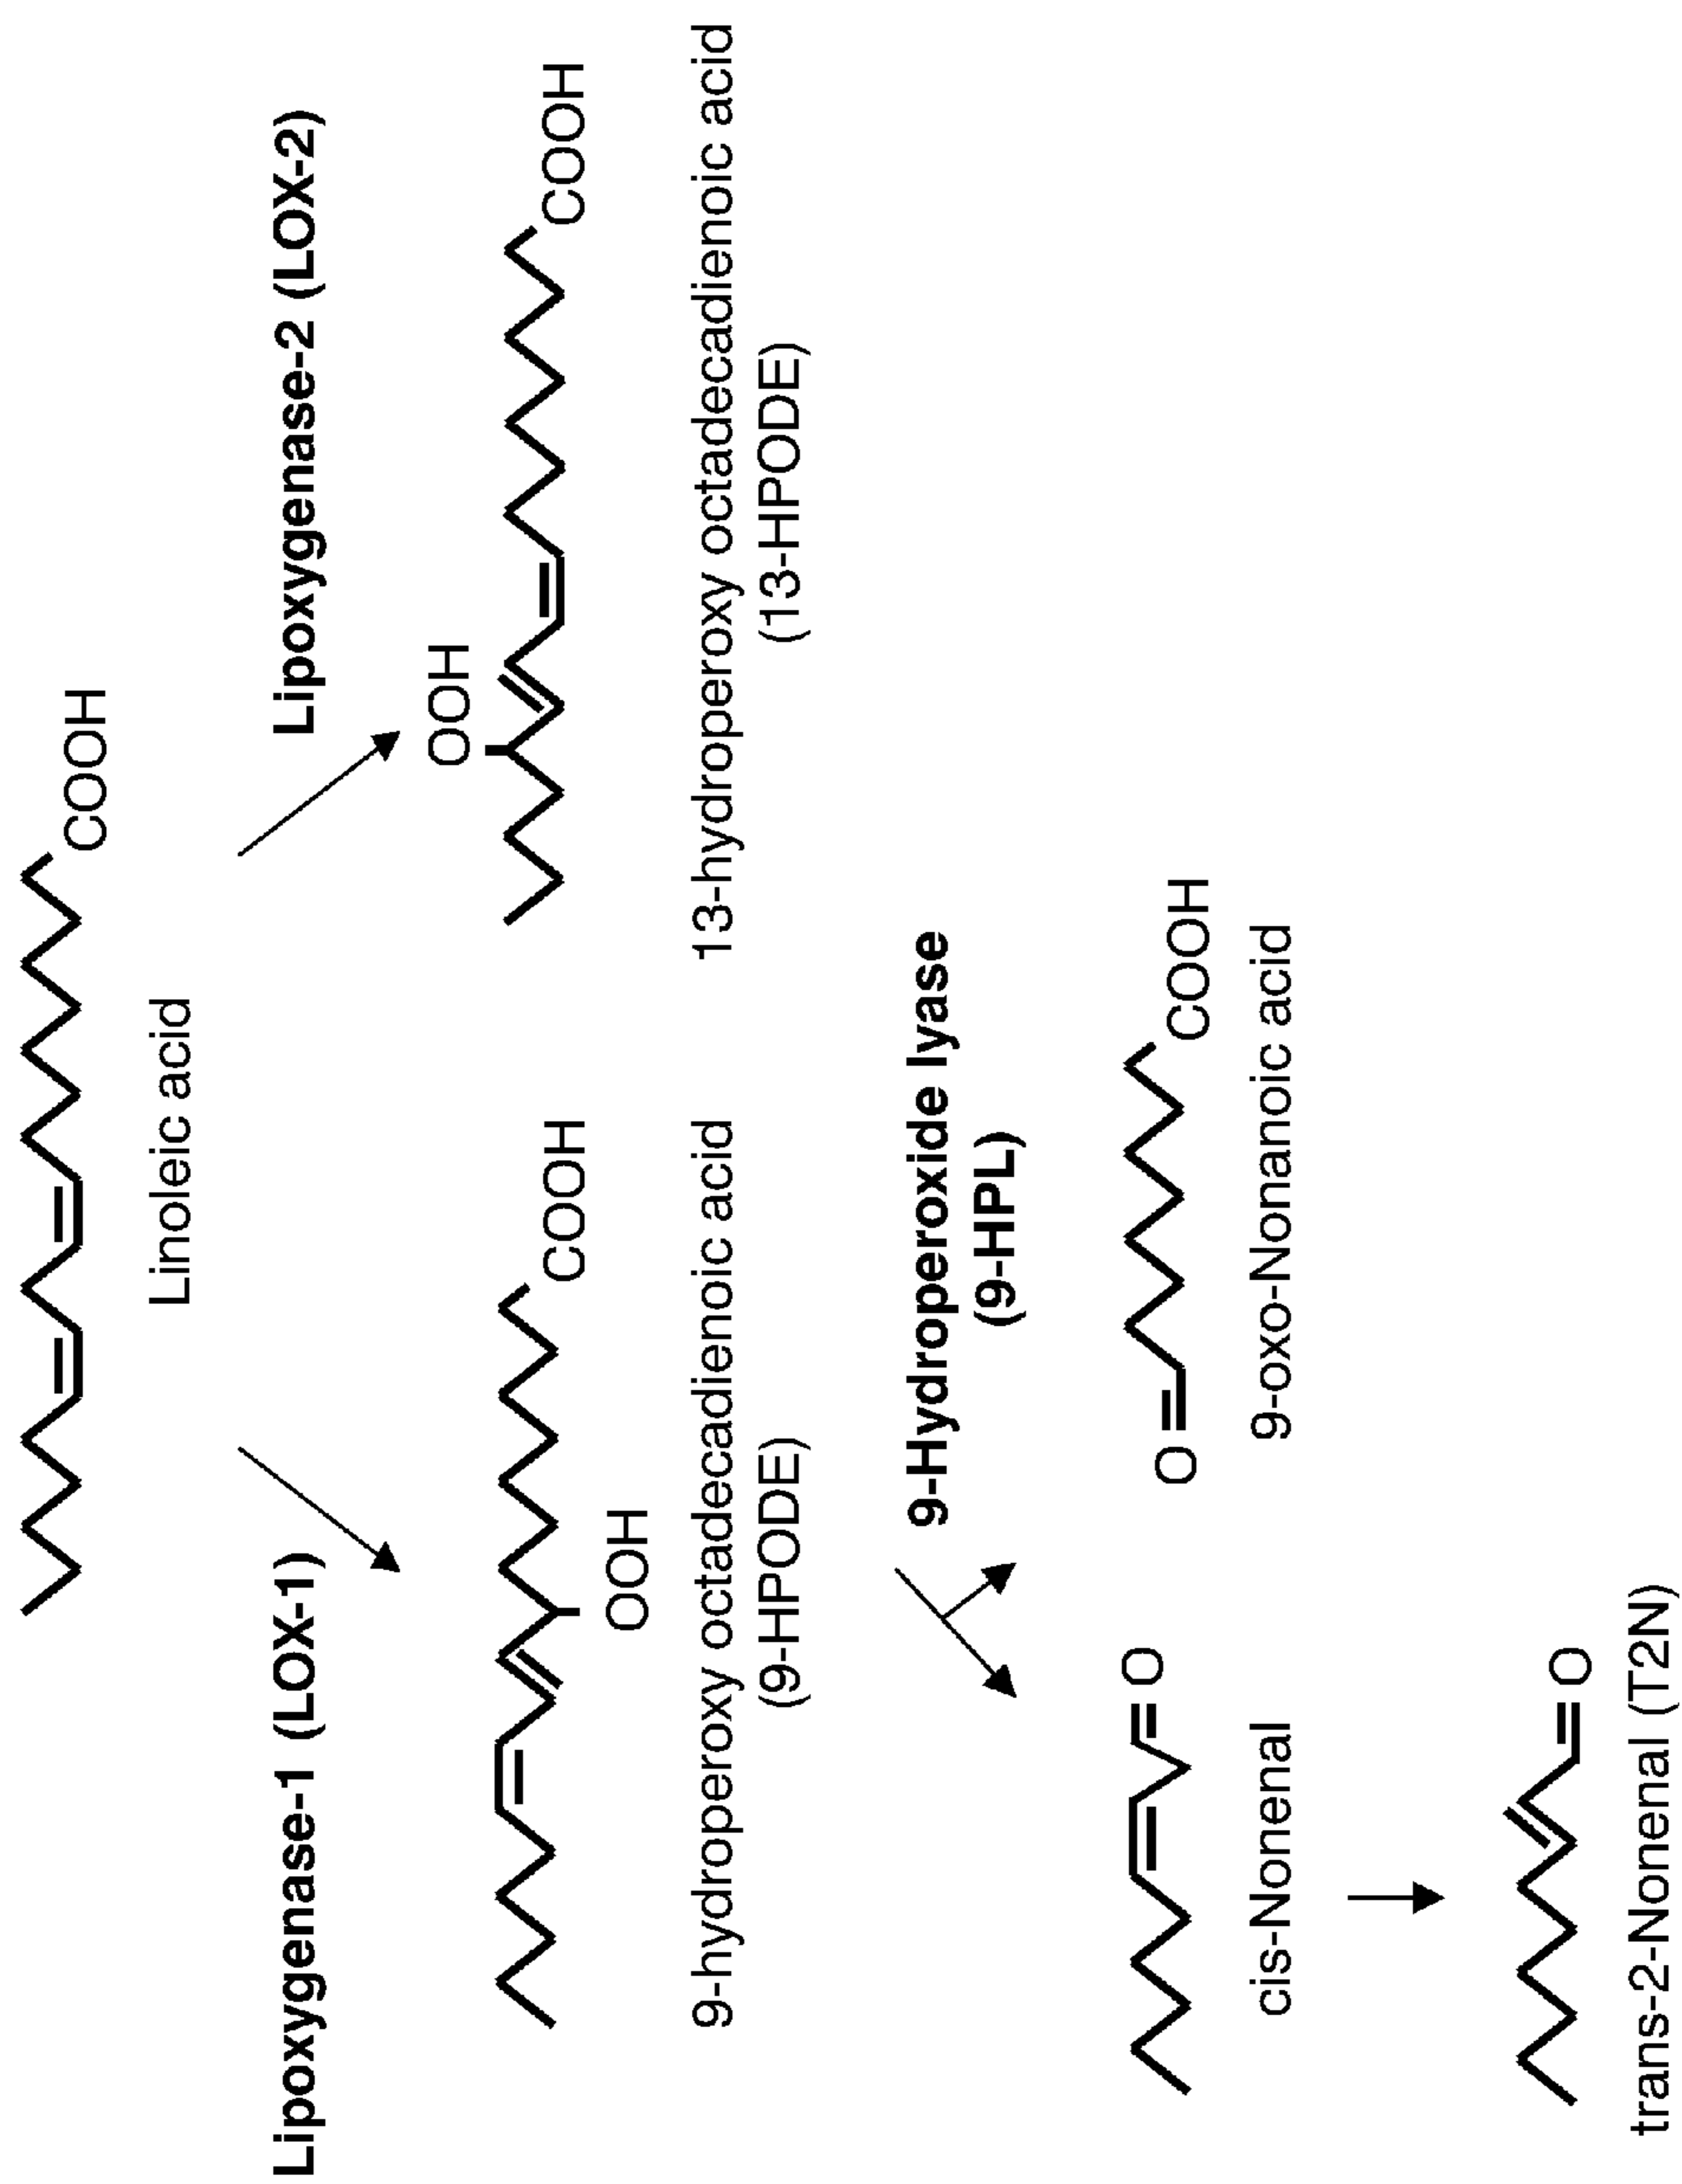 COOH
Linoleic acid
Lipoxygenase-1 (LOX-1)
Lipoxygenase-2 (LOX-2)
COOH
OOH
9-hydroperoxy octadecadienoic acid
(9-HPODE)
OOH
COOH
13-hydroperoxy octadecadienoic acid
(13-HPODE)
9-Hydroperoxide lyase
(9-HPL)
O
cis-Nonenal
O
COOH
9-oxo-Nonanoic acid
O
trans-2-Nonenal (T2N)